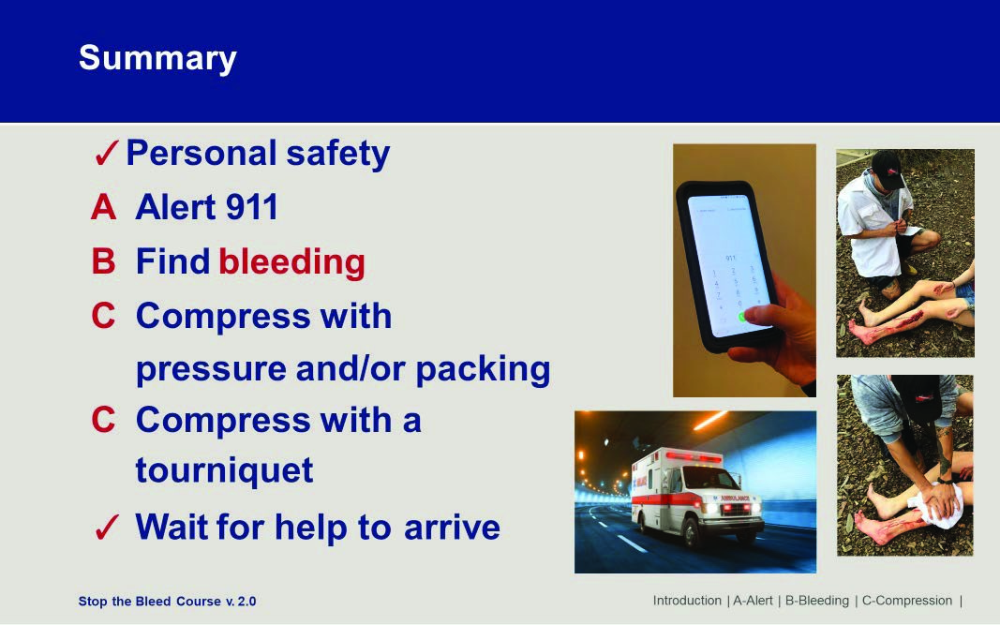 Summary
✓ Personal safety
A Alert 911
B Find bleeding
C Compress with
pressure and/or packing
C Compress with a
tourniquet
✓ Wait for help to arrive
911
AMBULANCE
Stop the Bleed Course v. 2.0
Introduction | A-Alert | B-Bleeding | C-Compression |